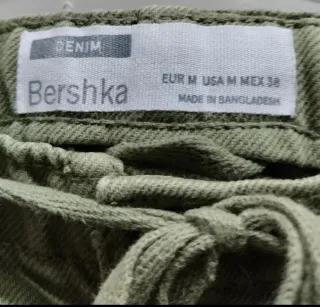 DENIM
Bershka
EUR M USA M MEX 38
MADE IN BANGLADESH